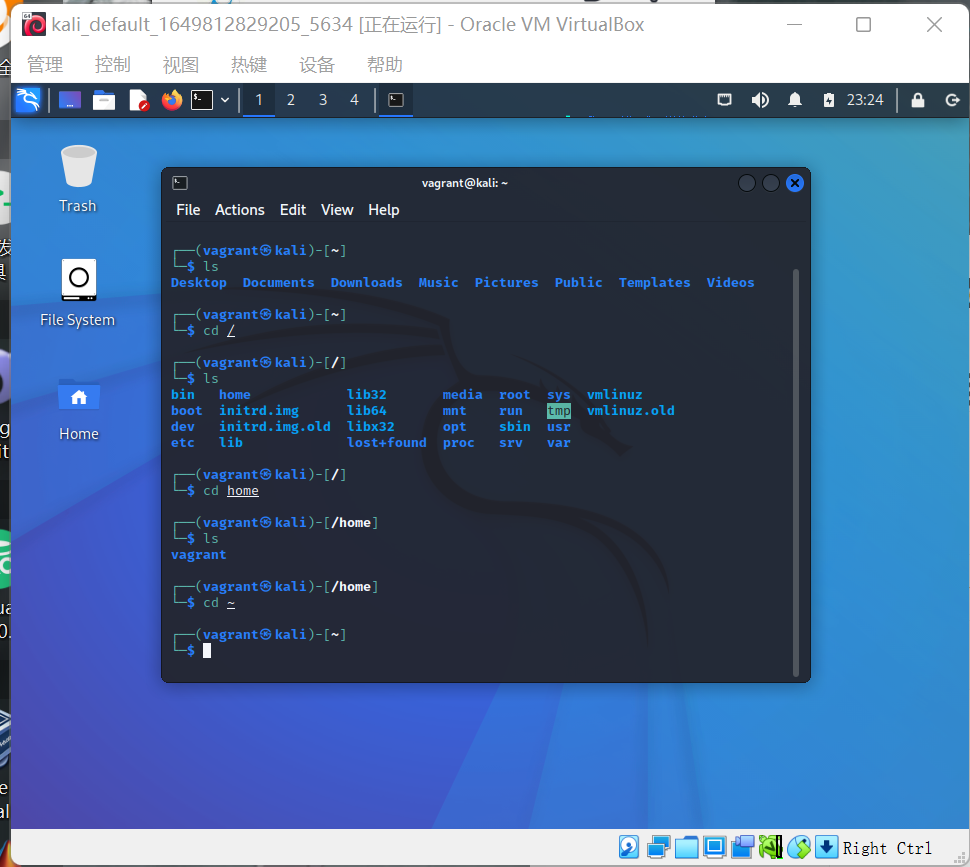 kali_default_1649812829205_5634 [正在运行] - Oracle VM VirtualBox
管理 控制 视图 热键 设备 帮助
1 2 3 4 23:24
Trash
File System
Home
vagrant@kali: ~
File Actions Edit View Help
┌──(vagrant㉿kali)-[~]
└─$ ls
Desktop Documents Downloads Music Pictures Public Templates Videos
┌──(vagrant㉿kali)-[~]
└─$ cd /
┌──(vagrant㉿kali)-[/]
└─$ ls
bin home lib32 media root sys vmlinuz
boot initrd.img lib64 mnt run tmp vmlinuz.old
dev initrd.img.old libx32 opt sbin usr
etc lib lost+found proc srv var
┌──(vagrant㉿kali)-[/]
└─$ cd home
┌──(vagrant㉿kali)-[/home]
└─$ ls
vagrant
┌──(vagrant㉿kali)-[/home]
└─$ cd ~
┌──(vagrant㉿kali)-[~]
└─$
Right Ctrl